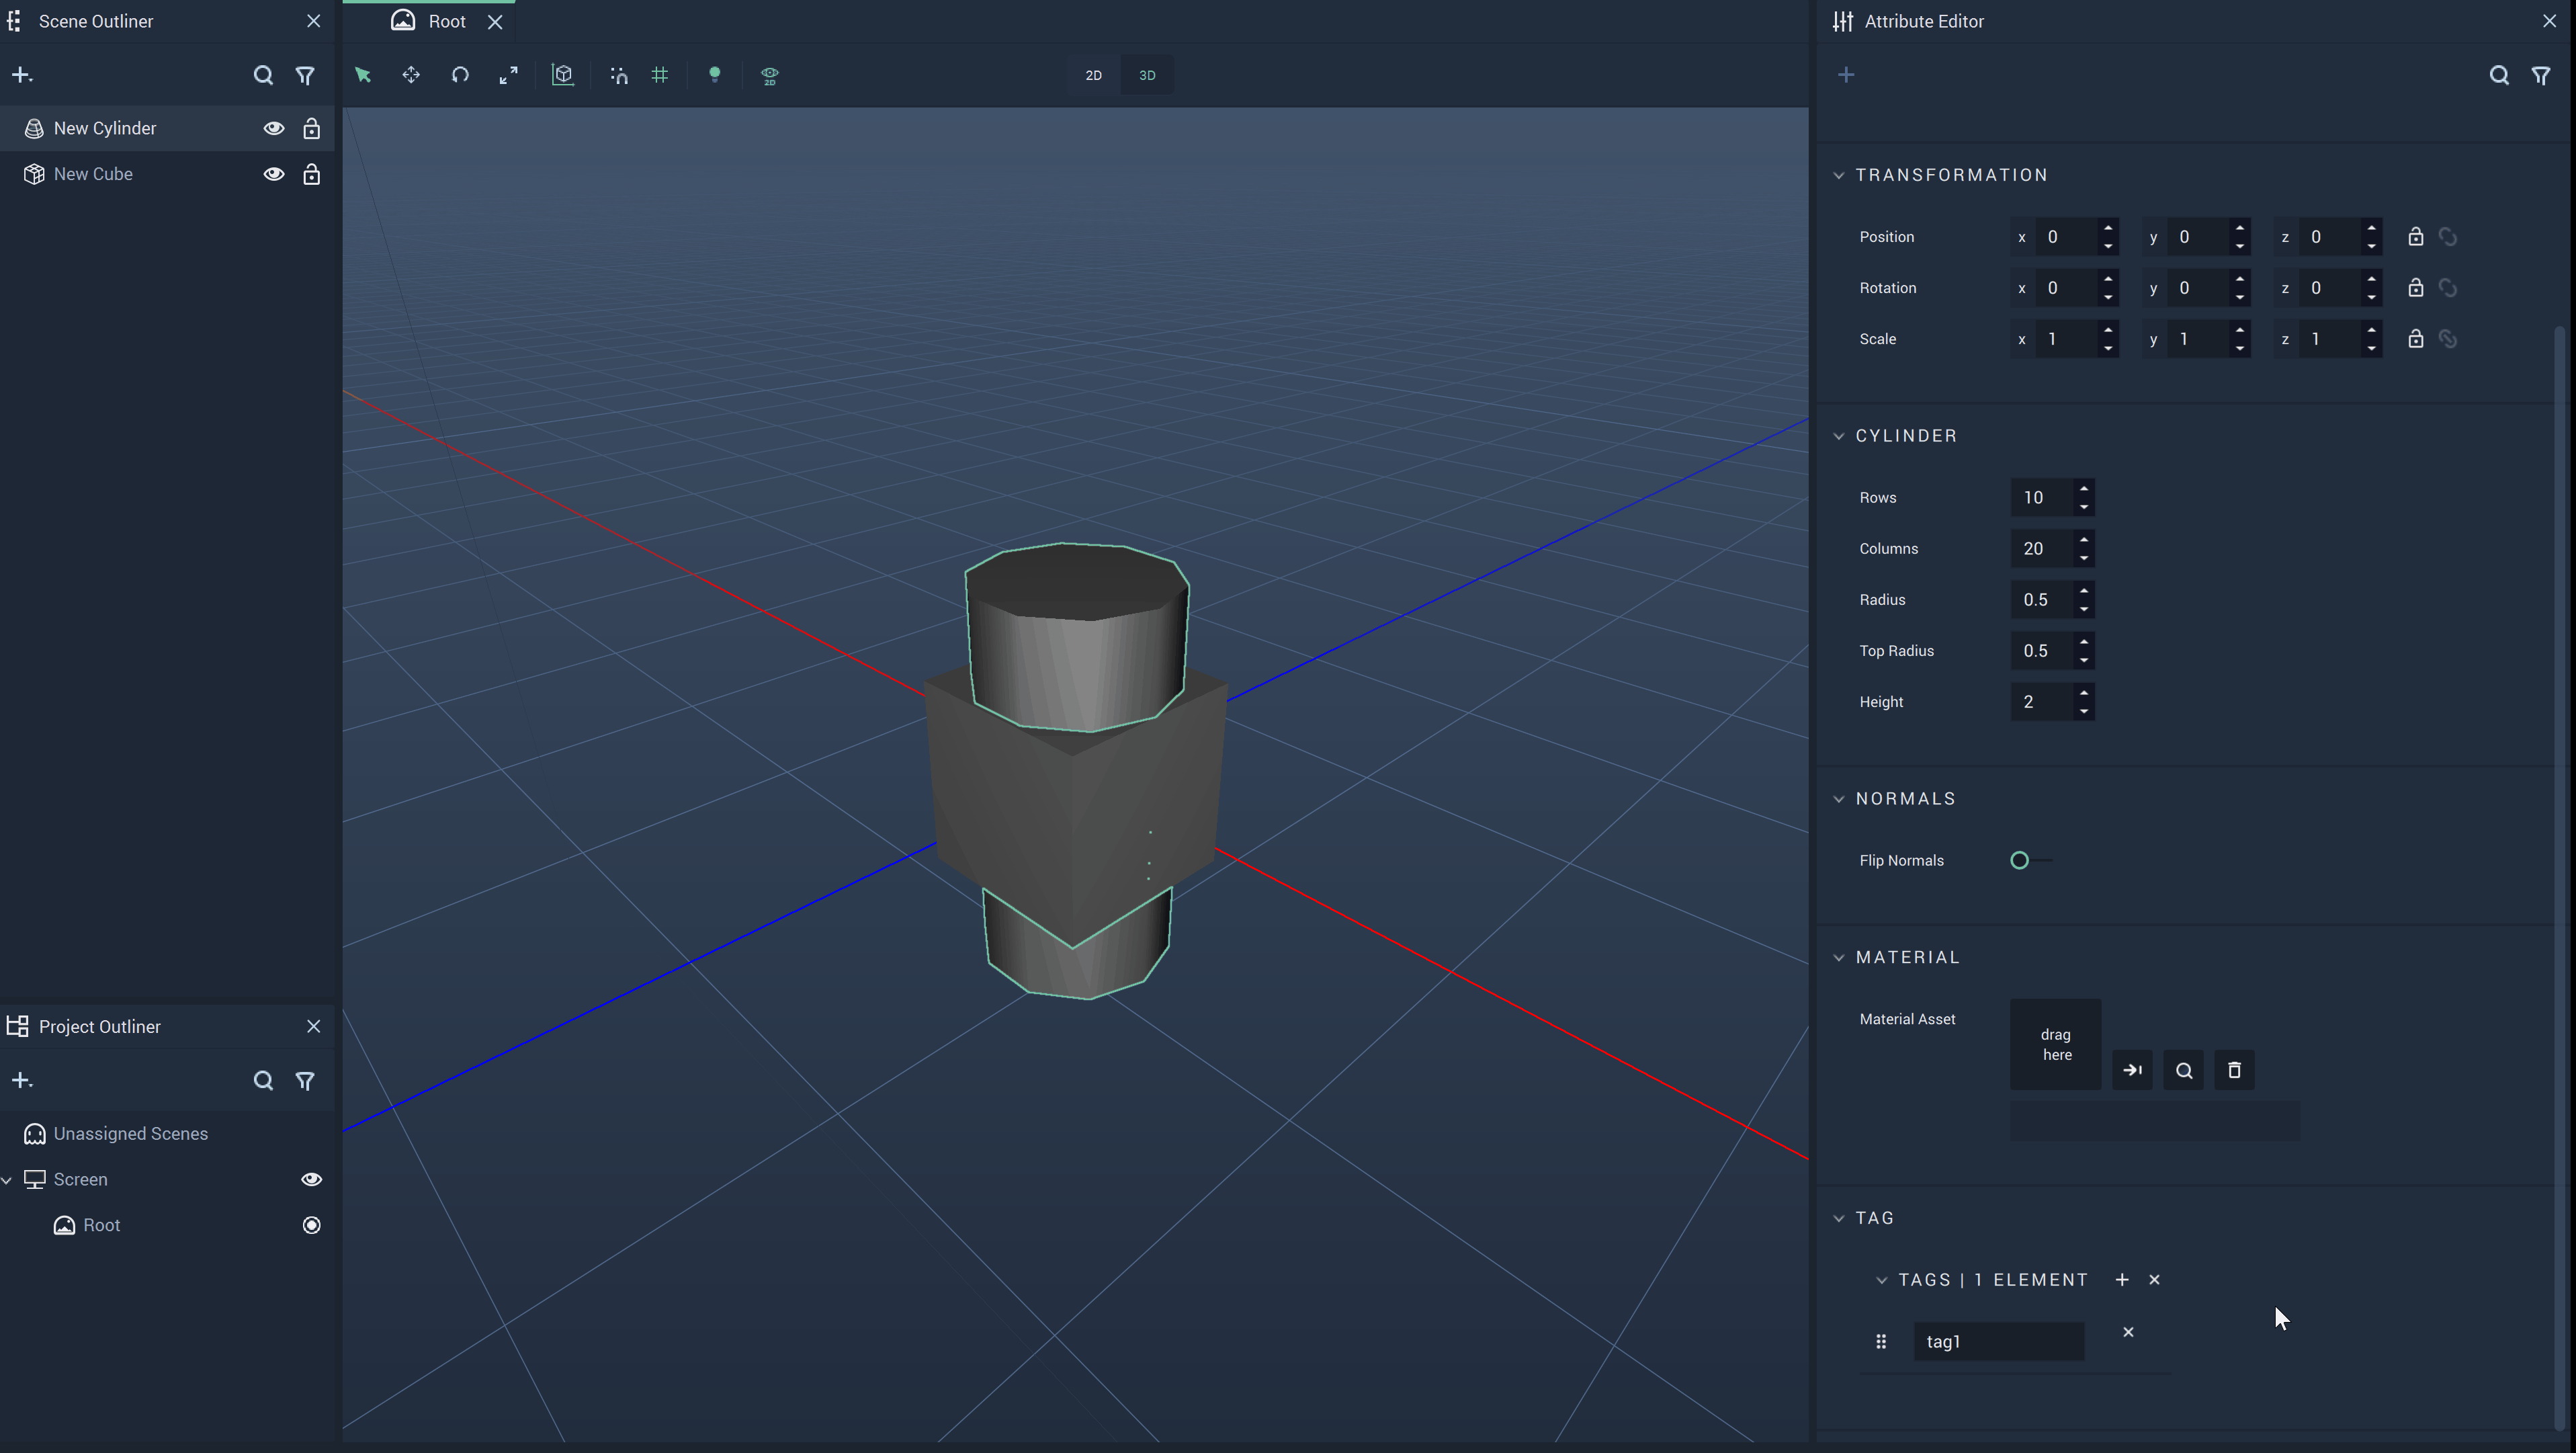 Scene Outliner
New Cylinder
New Cube
Project Outliner
Unassigned Scenes
Screen
Root
Root
2D
2D
3D
Attribute Editor
TRANSFORMATION
Position x 0 y 0 z 0
Rotation x 0 y 0 z 0
Scale x 1 y 1 z 1
CYLINDER
Rows 10
Columns 20
Radius 0.5
Top Radius 0.5
Height 2
NORMALS
Flip Normals
MATERIAL
Material Asset
drag
here
TAG
TAGS | 1 ELEMENT
tag1